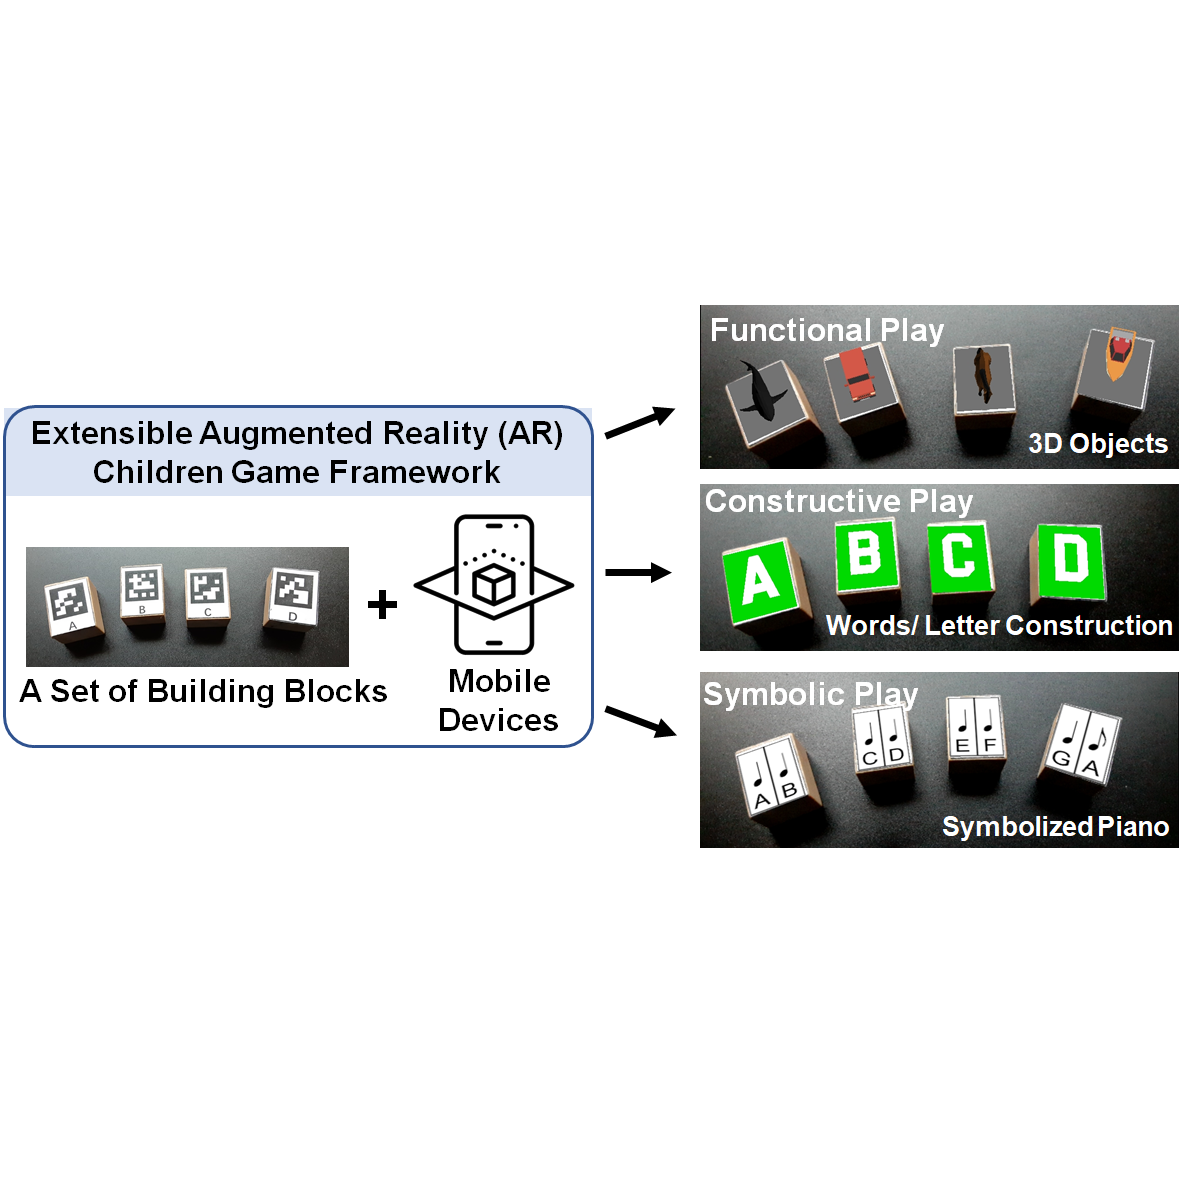 Extensible Augmented Reality (AR)
Children Game Framework
A
B
C
D
+
A Set of Building Blocks
Mobile
Devices
Functional Play
3D Objects
Constructive Play
A
B
C
D
Words/ Letter Construction
Symbolic Play
A B
C D
E F
G A
Symbolized Piano